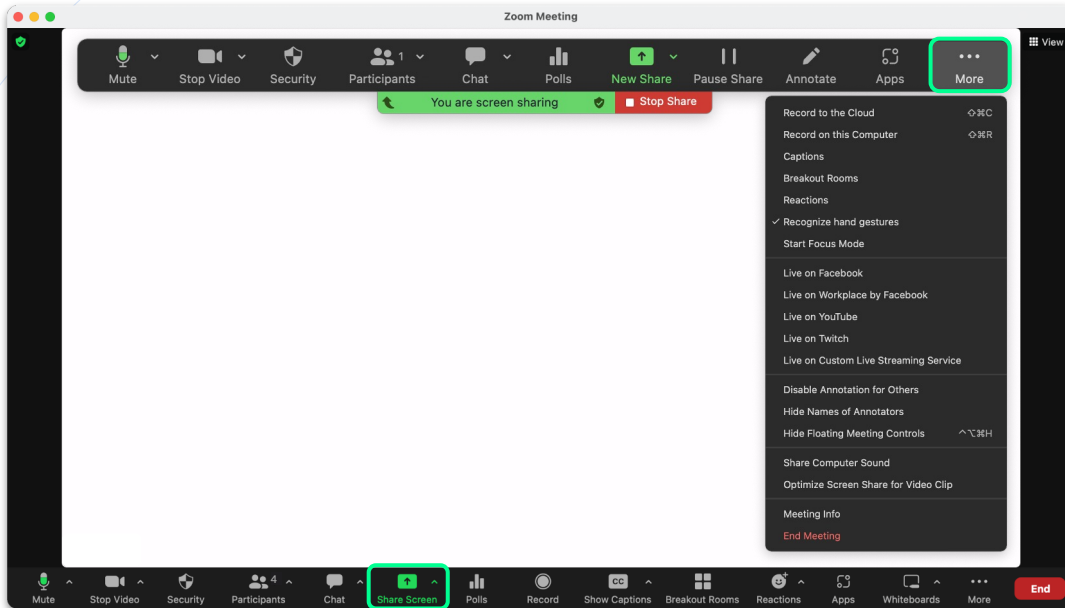 Zoom Meeting
View
1
Mute Stop Video Security Participants Chat Polls New Share Pause Share Annotate Apps More
You are screen sharing Stop Share
Record to the Cloud ⇧⌘C
Record on this Computer ⇧⌘R
Captions
Breakout Rooms
Reactions
✓ Recognize hand gestures
Start Focus Mode
Live on Facebook
Live on Workplace by Facebook
Live on YouTube
Live on Twitch
Live on Custom Live Streaming Service
Disable Annotation for Others
Hide Names of Annotators
Hide Floating Meeting Controls ^⌥⌘H
Share Computer Sound
Optimize Screen Share for Video Clip
Meeting Info
End Meeting
4 CC
Mute Stop Video Security Participants Chat Share Screen Polls Record Show Captions Breakout Rooms Reactions Apps Whiteboards More End